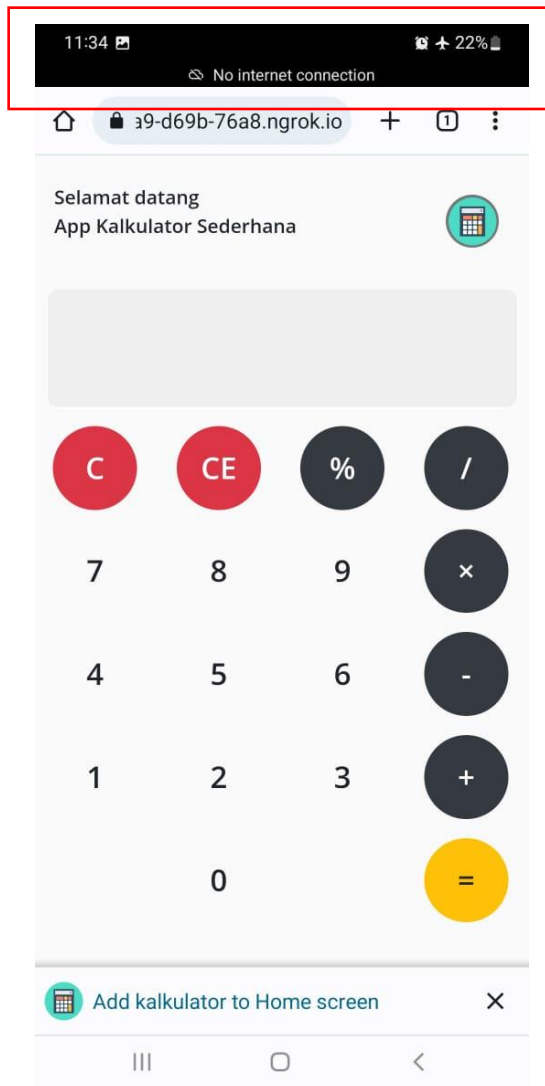 11:34 22%
No internet connection
a9-d69b-76a8.ngrok.io + 1
Selamat datang
App Kalkulator Sederhana
C CE % /
7 8 9 ×
4 5 6 -
1 2 3 +
0 =
Add kalkulator to Home screen ×